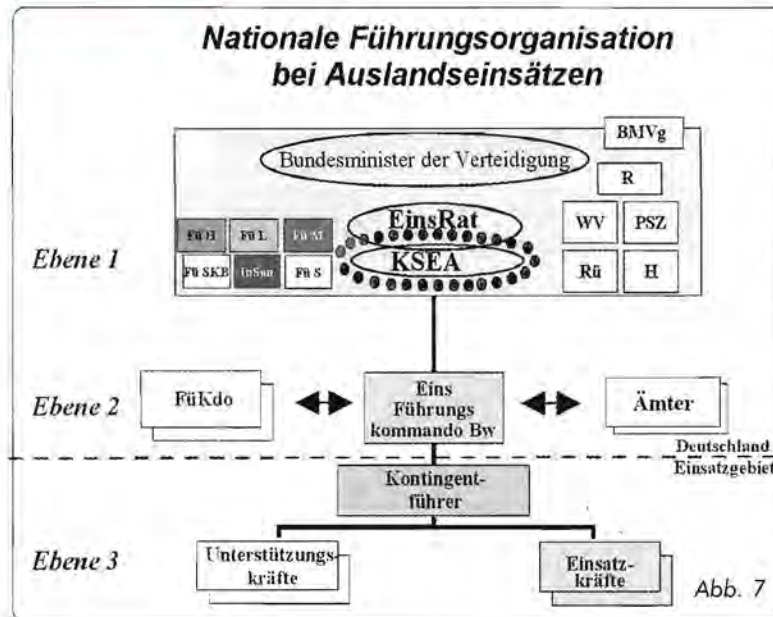 Nationale Führungsorganisation
bei Auslandseinsätzen
BMVg
Bundesminister der Verteidigung
R
EinsRat
WV
PSZ
Fü H
Fü L
Fü M
Ebene 1
KSEA
Fü SKB
InSan
Fü S
Rü
H
Ebene 2
FüKdo
Eins
Führungs
kommando Bw
Ämter
Deutschland
Einsatzgebiet
Kontingent-
führer
Ebene 3
Unterstützungs-
kräfte
Einsatz-
kräfte
Abb. 7